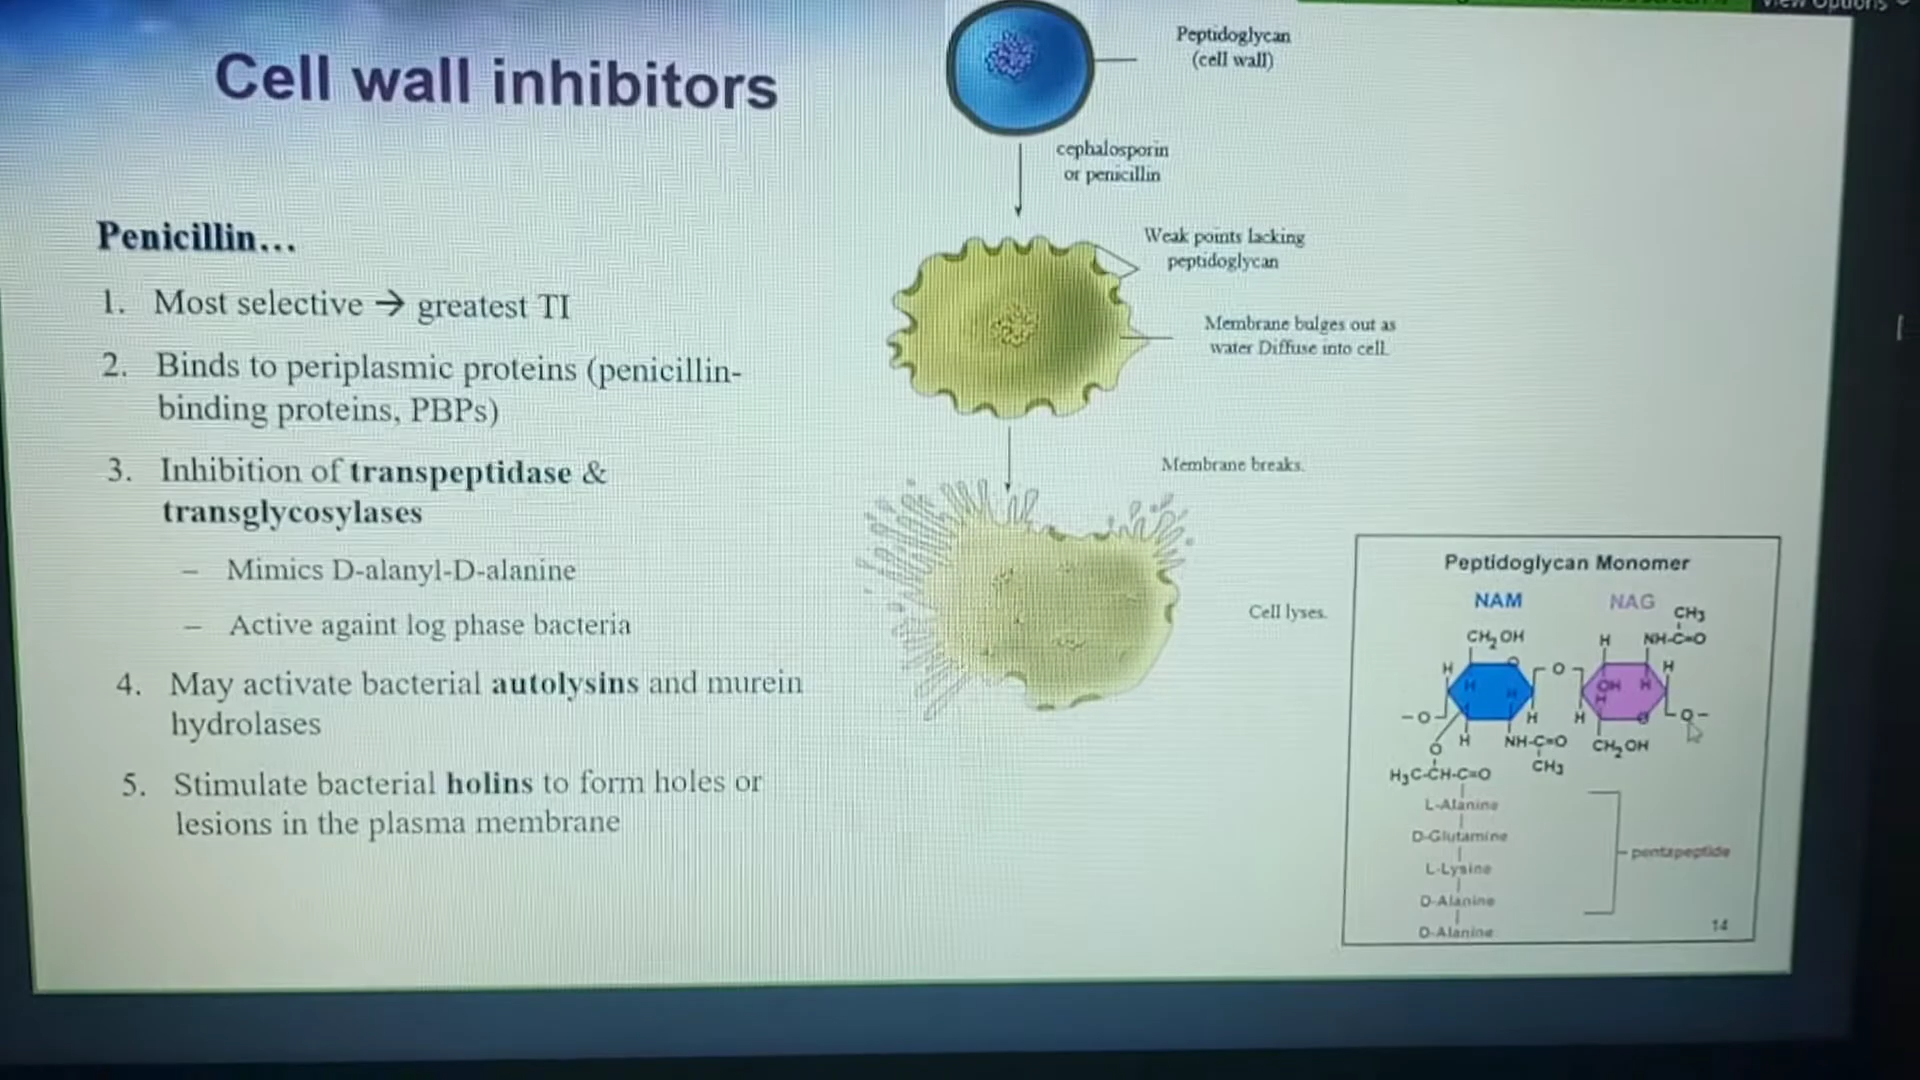 View Options
Cell wall inhibitors
Penicillin...
1. Most selective → greatest TI
2. Binds to periplasmic proteins (penicillin-
binding proteins, PBPs)
3. Inhibition of transpeptidase &
transglycosylases
– Mimics D-alanyl-D-alanine
– Active againt log phase bacteria
4. May activate bacterial autolysins and murein
hydrolases
5. Stimulate bacterial holins to form holes or
lesions in the plasma membrane
Peptidoglycan
(cell wall)
cephalosporin
or penicillin
Weak points lacking
peptidoglycan
Membrane bulges out as
water Diffuse into cell.
Membrane breaks.
Cell lyses.
Peptidoglycan Monomer
NAM NAG
CH3
CH2OH H NH-C=O
H O H
H H OH H
H
-O H H O O-
O H NH-C=O CH2OH
H3C-CH-C=O CH3
L-Alanine
D-Glutamine
L-Lysine
pentapeptide
D-Alanine
D-Alanine
14